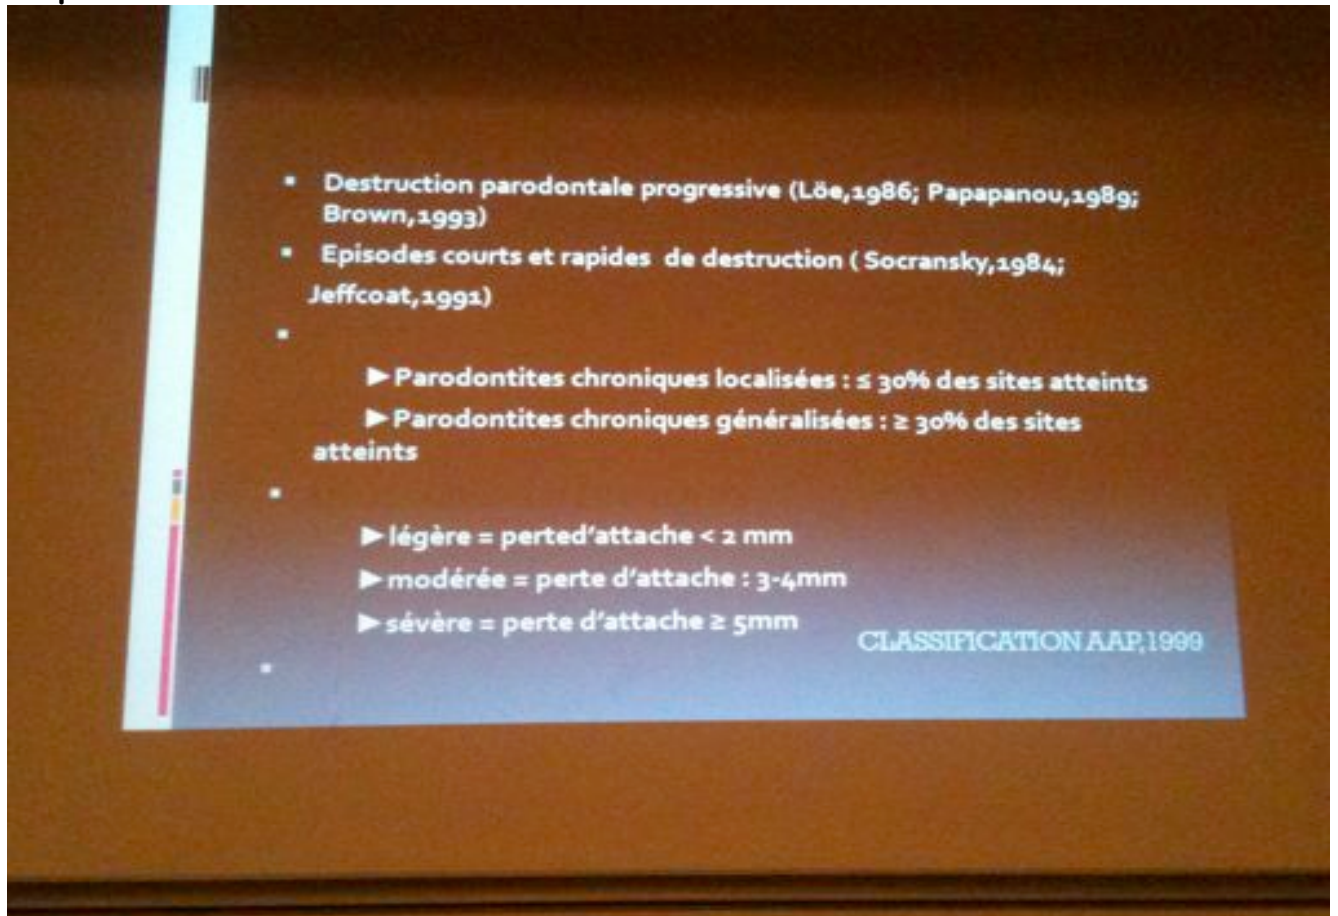 ▪ Destruction parodontale progressive (Löe,1986; Papapanou,1989;
Brown,1993)
▪ Episodes courts et rapides de destruction ( Socransky,1984;
Jeffcoat,1991)
▪
►Parodontites chroniques localisées : ≤ 30% des sites atteints
►Parodontites chroniques généralisées : ≥ 30% des sites
atteints
▪
►légère = perted’attache < 2 mm
►modérée = perte d’attache : 3-4mm
►sévère = perte d’attache ≥ 5mm
CLASSIFICATION AAP,1999
▪